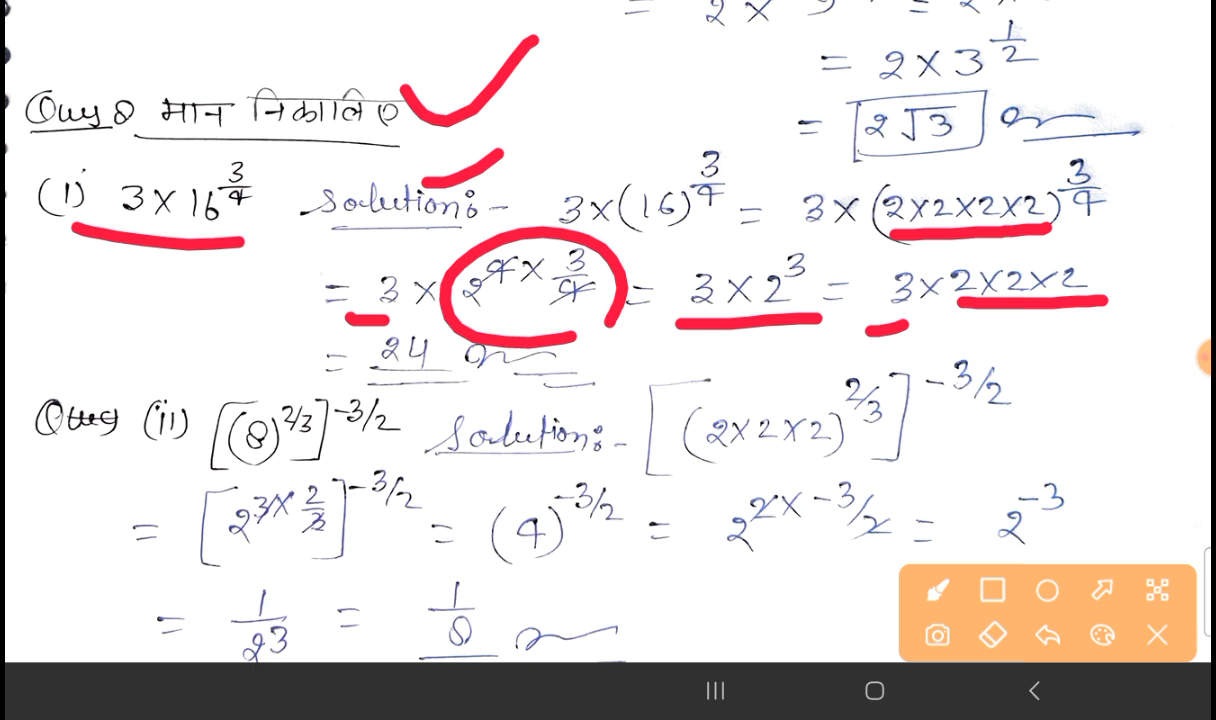 = 2 × 3^{1/2}
= 2√3
Ques मान निकालिए
(i) 3 × 16^{3/4} Solution:- 3×(16)^{3/4} = 3×(2×2×2×2)^{3/4}
= 3 × 2^{4×3/4} = 3 × 2^3 = 3 × 2×2×2
= 24
Ques (ii) [(8)^{2/3}]^{-3/2} Solution:- [(2×2×2)^{2/3}]^{-3/2}
= [2^{3×2/3}]^{-3/2} = (4)^{-3/2} = 2^{2×-3/2} = 2^{-3}
= 1/2^3 = 1/8